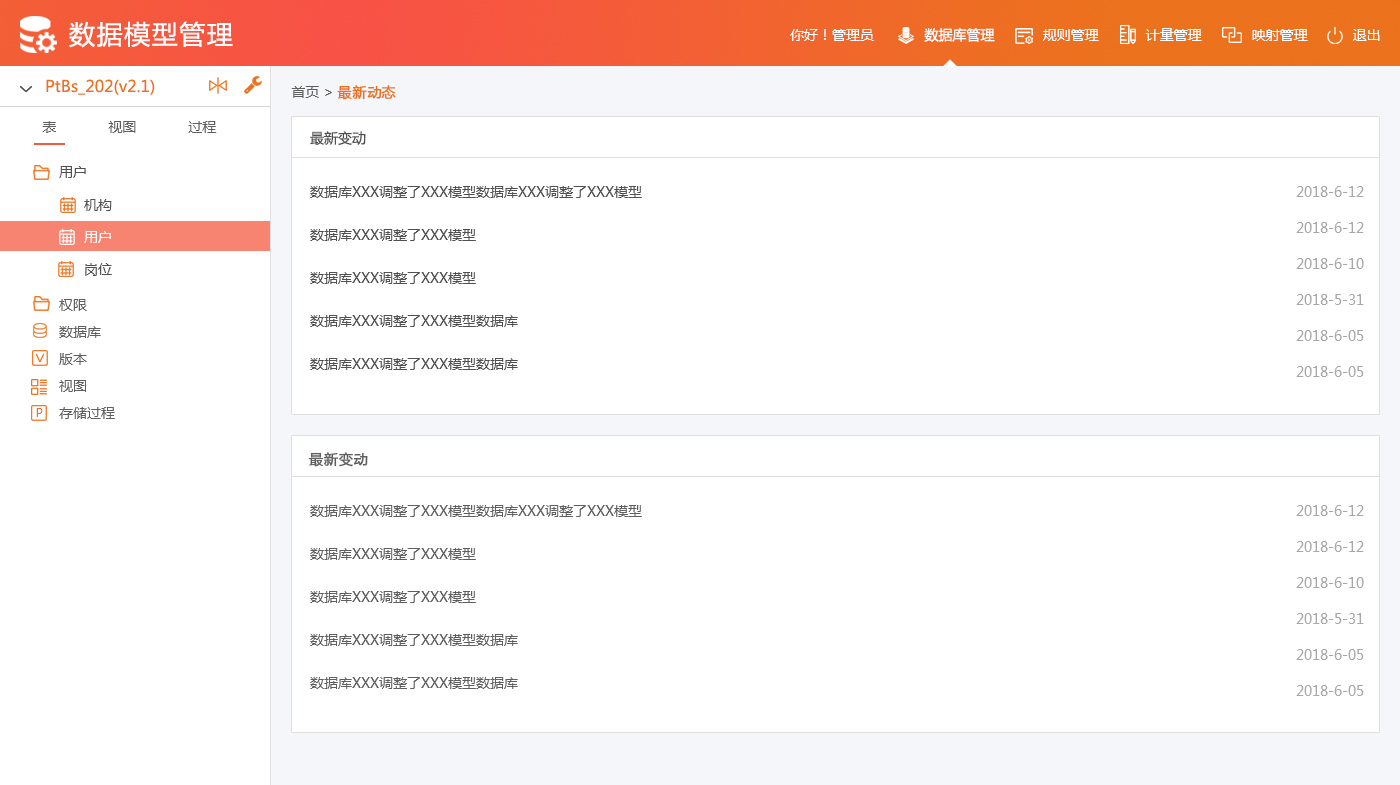 数据模型管理
你好！管理员 数据库管理 规则管理 计量管理 映射管理 退出
PtBs_202(v2.1)
表 视图 过程
用户
机构
用户
岗位
权限
数据库
V 版本
视图
P 存储过程
首页 > 最新动态
最新变动
数据库XXX调整了XXX模型数据库XXX调整了XXX模型 2018-6-12
数据库XXX调整了XXX模型 2018-6-12
数据库XXX调整了XXX模型 2018-6-10
数据库XXX调整了XXX模型数据库 2018-5-31
数据库XXX调整了XXX模型数据库 2018-6-05
2018-6-05
最新变动
数据库XXX调整了XXX模型数据库XXX调整了XXX模型 2018-6-12
数据库XXX调整了XXX模型 2018-6-12
数据库XXX调整了XXX模型 2018-6-10
数据库XXX调整了XXX模型数据库 2018-5-31
数据库XXX调整了XXX模型数据库 2018-6-05
2018-6-05